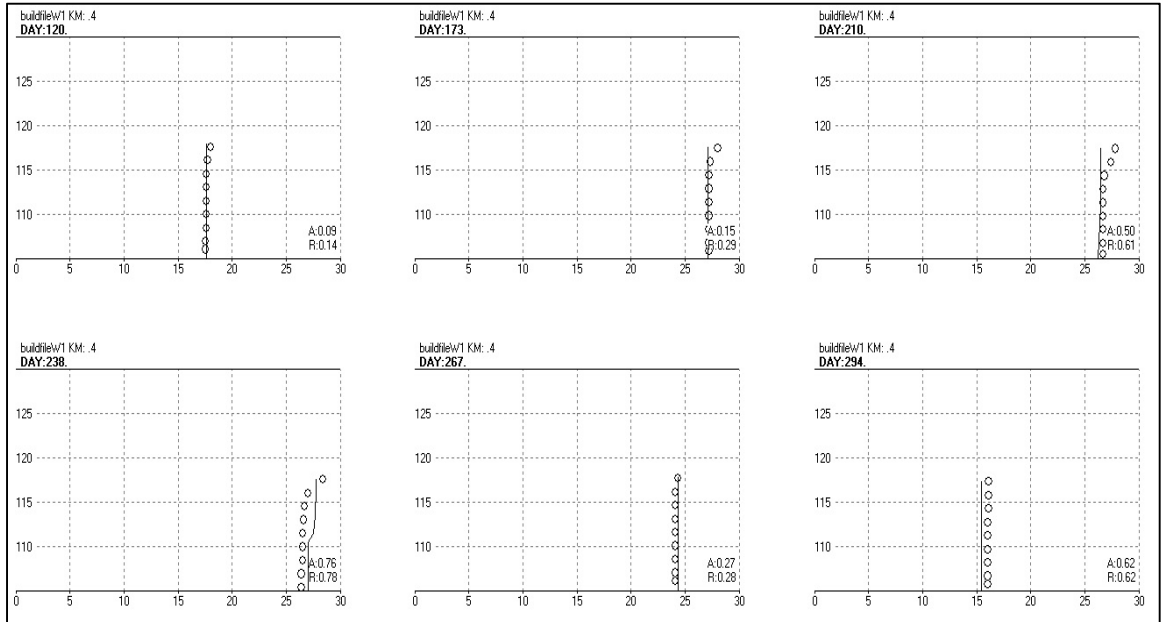 buildfileW1 KM: .4
DAY:120.
125
120
115
110
A:0.09
R:0.14
0 5 10 15 20 25 30
buildfileW1 KM: .4
DAY:173.
125
120
115
110
A:0.15
R:0.29
0 5 10 15 20 25 30
buildfileW1 KM: .4
DAY:210.
125
120
115
110
A:0.50
R:0.61
0 5 10 15 20 25 30
buildfileW1 KM: .4
DAY:238.
125
120
115
110
A:0.76
R:0.78
0 5 10 15 20 25 30
buildfileW1 KM: .4
DAY:267.
125
120
115
110
A:0.27
R:0.28
0 5 10 15 20 25 30
buildfileW1 KM: .4
DAY:294.
125
120
115
110
A:0.62
R:0.62
0 5 10 15 20 25 30